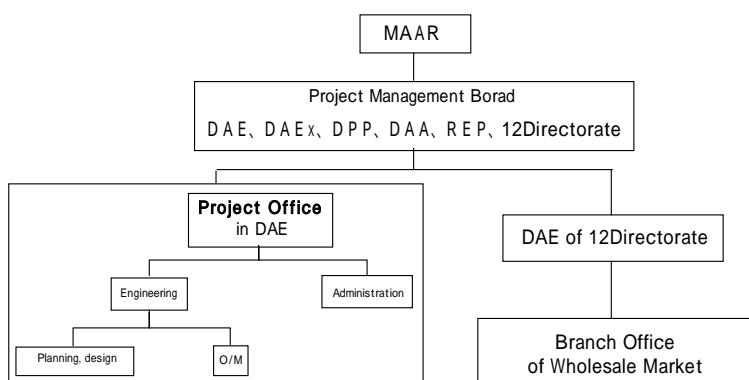 MAAR
Project Management Borad
DAE、DAEx、DPP、DAA、REP、12Directorate
Project Office
in DAE
DAE of 12Directorate
Engineering
Administration
Planning, design
O/M
Branch Office
of Wholesale Market